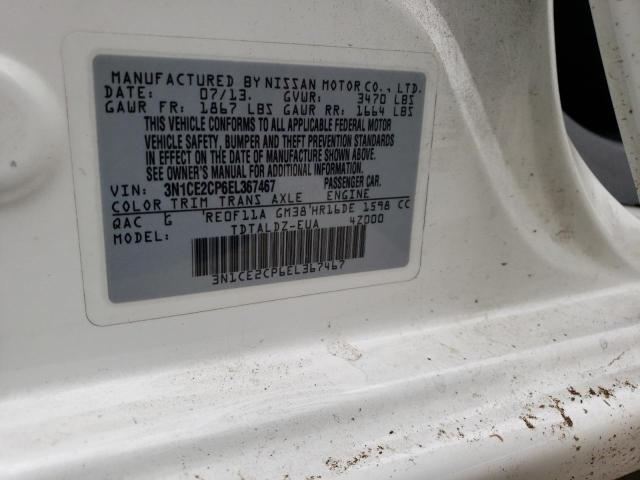 MANUFACTURED BY NISSAN MOTOR CO., LTD.
DATE: 07/13. GVWR: 3470 LBS
GAWR FR: 1867 LBS GAWR RR: 1664 LBS
THIS VEHICLE CONFORMS TO ALL APPLICABLE FEDERAL MOTOR
VEHICLE SAFETY, BUMPER AND THEFT PREVENTION STANDARDS
IN EFFECT ON THE DATE OF MANUFACTURE SHOWN ABOVE.
SEE OWNER'S MANUAL FOR ADDITIONAL INFORMATION
VIN: 3N1CE2CP6EL367467 PASSENGER CAR.
COLOR TRIM TRANS AXLE ENGINE
QAC G RE0F11A GM38 HR16DE 1598 CC
MODEL: TDTALDZ-EUA 4Z000
3N1CE2CP6EL367467